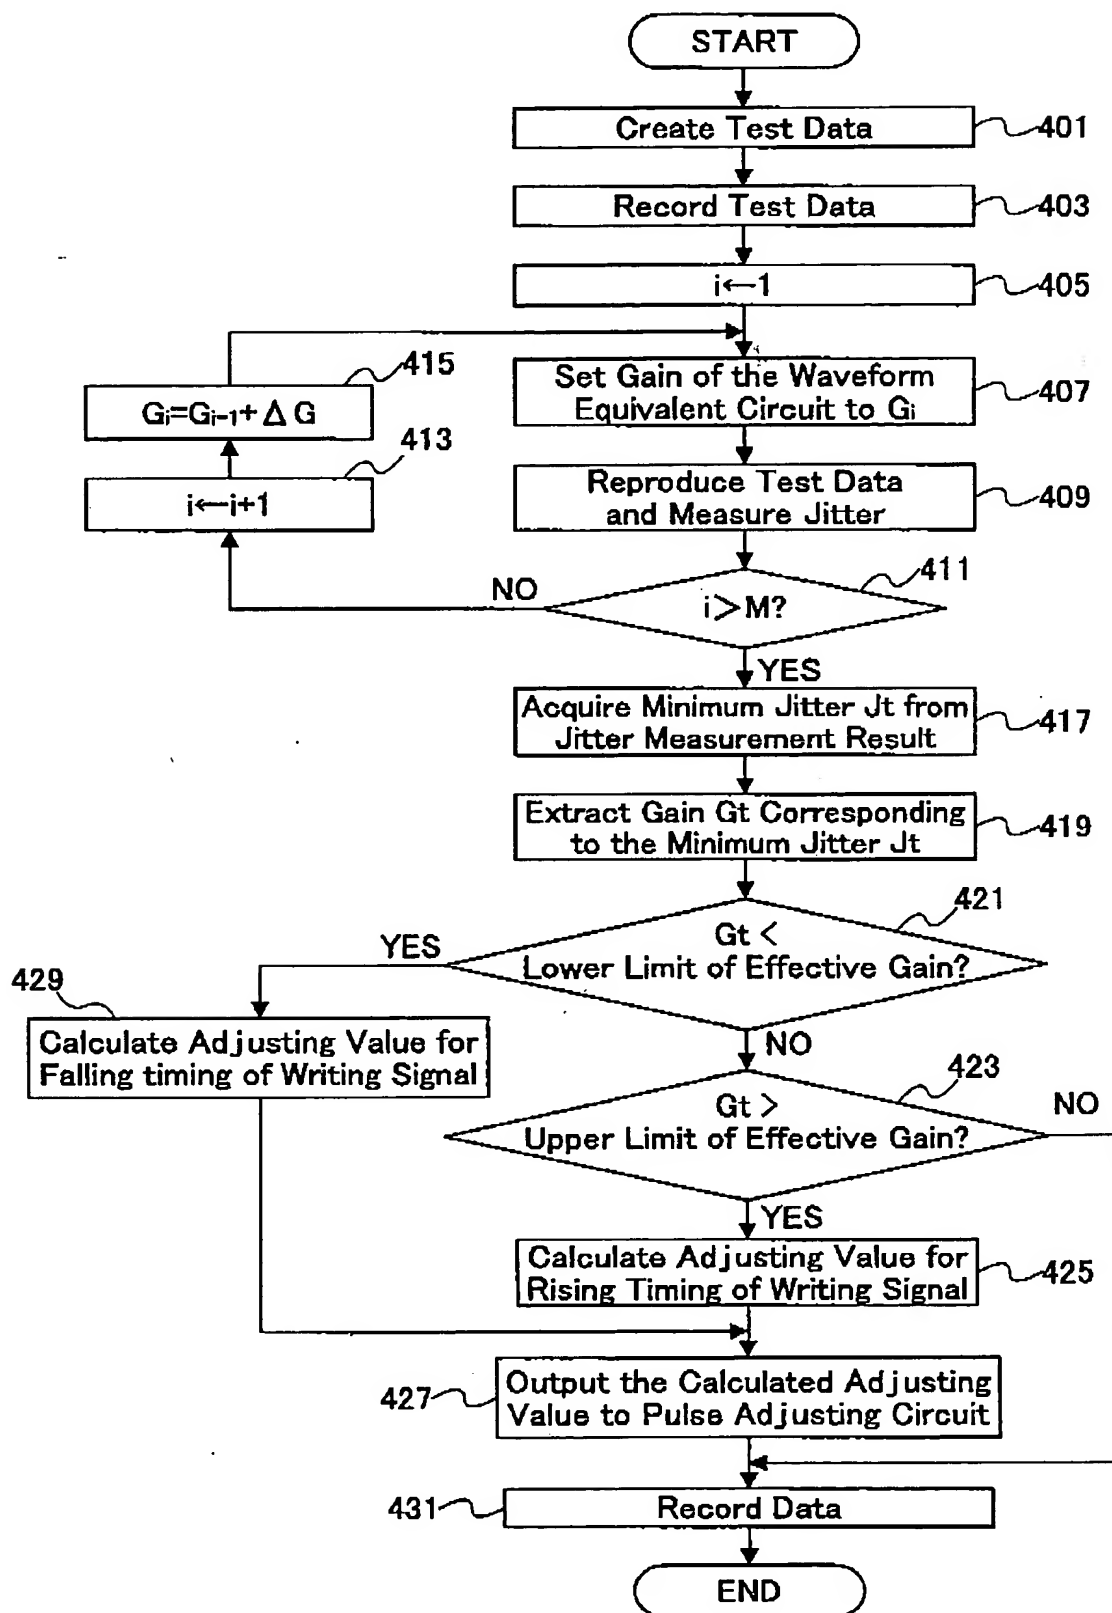 START
Create Test Data
401
Record Test Data
403
i←1
405
415
Gi=Gi-1+ΔG
Set Gain of the Waveform
Equivalent Circuit to Gi
407
413
i←i+1
Reproduce Test Data
and Measure Jitter
409
411
NO
i>M?
YES
Acquire Minimum Jitter Jt from
Jitter Measurement Result
417
Extract Gain Gt Corresponding
to the Minimum Jitter Jt
419
421
YES
Gt <
Lower Limit of Effective Gain?
429
Calculate Adjusting Value for
Falling timing of Writing Signal
NO
423
Gt >
Upper Limit of Effective Gain?
NO
YES
Calculate Adjusting Value for
Rising Timing of Writing Signal
425
427
Output the Calculated Adjusting
Value to Pulse Adjusting Circuit
431
Record Data
END